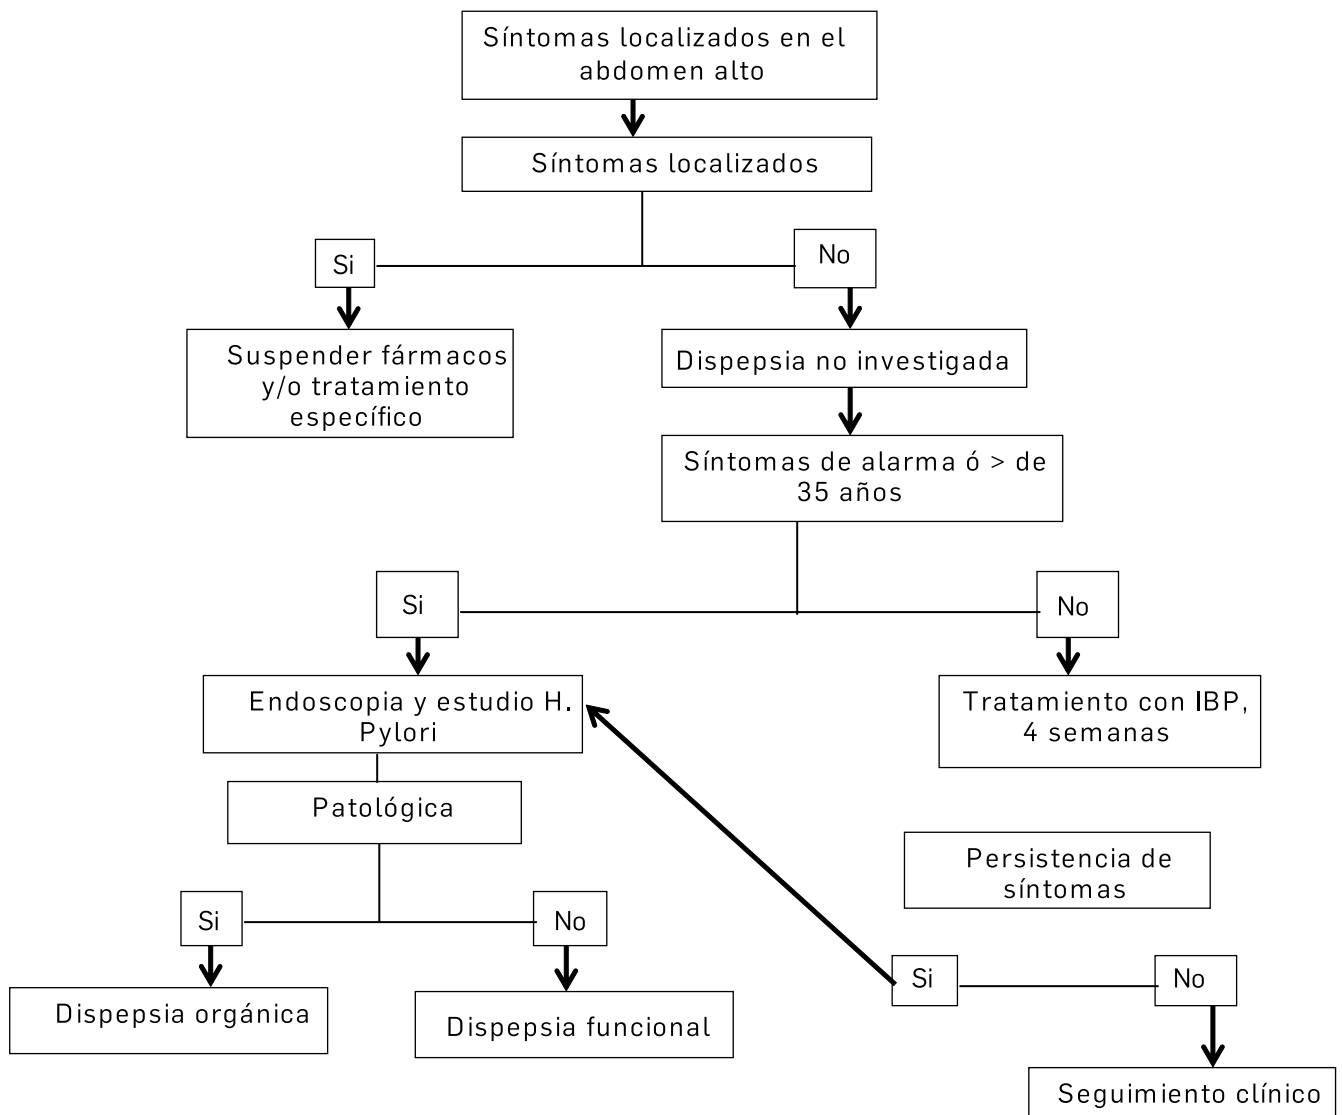 Síntomas localizados en el
abdomen alto
Síntomas localizados
Si
No
Suspender fármacos
y/o tratamiento
específico
Dispepsia no investigada
Síntomas de alarma ó > de
35 años
Si
No
Endoscopia y estudio H.
Pylori
Tratamiento con IBP,
4 semanas
Patológica
Persistencia de
síntomas
Si
No
Si
No
Dispepsia orgánica
Dispepsia funcional
Seguimiento clínico